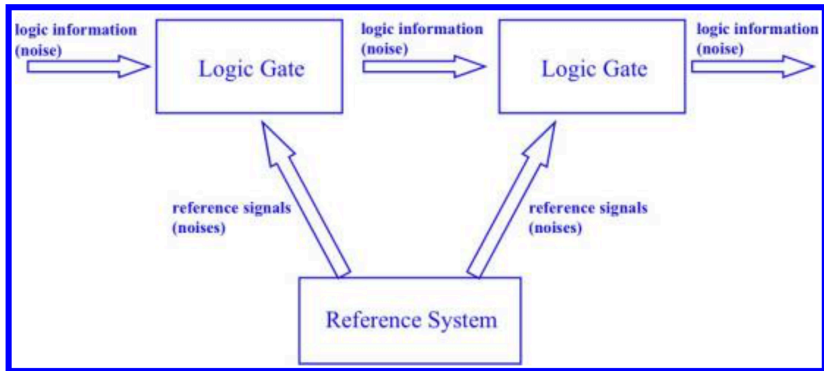 logic information
(noise)
Logic Gate
logic information
(noise)
Logic Gate
logic information
(noise)
reference signals
(noises)
reference signals
(noises)
Reference System